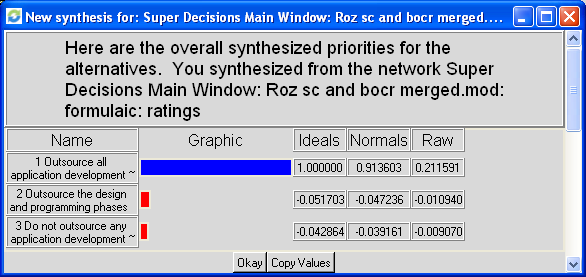 New synthesis for: Super Decisions Main Window: Roz sc and bocr merged....
Here are the overall synthesized priorities for the
alternatives.  You synthesized from the network Super
Decisions Main Window: Roz sc and bocr merged.mod:
formulaic: ratings
Name Graphic Ideals Normals Raw
1 Outsource all
application development ~ 1.000000 0.913603 0.211591
2 Outsource the design
and programming phases -0.051703 -0.047236 -0.010940
3 Do not outsource any
application development ~ -0.042864 -0.039161 -0.009070
Okay Copy Values